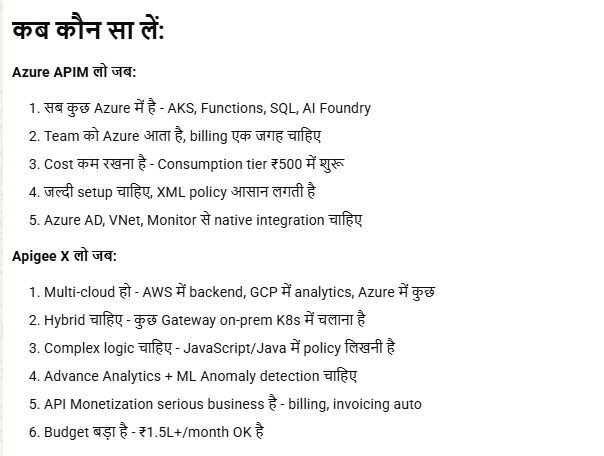 कब कौन सा लें:
Azure APIM लो जब:
1. सब कुछ Azure में है - AKS, Functions, SQL, AI Foundry
2. Team को Azure आता है, billing एक जगह चाहिए
3. Cost कम रखना है - Consumption tier ₹500 में शुरू
4. जल्दी setup चाहिए, XML policy आसान लगती है
5. Azure AD, VNet, Monitor से native integration चाहिए
Apigee X लो जब:
1. Multi-cloud हो - AWS में backend, GCP में analytics, Azure में कुछ
2. Hybrid चाहिए - कुछ Gateway on-prem K8s में चलाना है
3. Complex logic चाहिए - JavaScript/Java में policy लिखनी है
4. Advance Analytics + ML Anomaly detection चाहिए
5. API Monetization serious business है - billing, invoicing auto
6. Budget बड़ा है - ₹1.5L+/month OK है